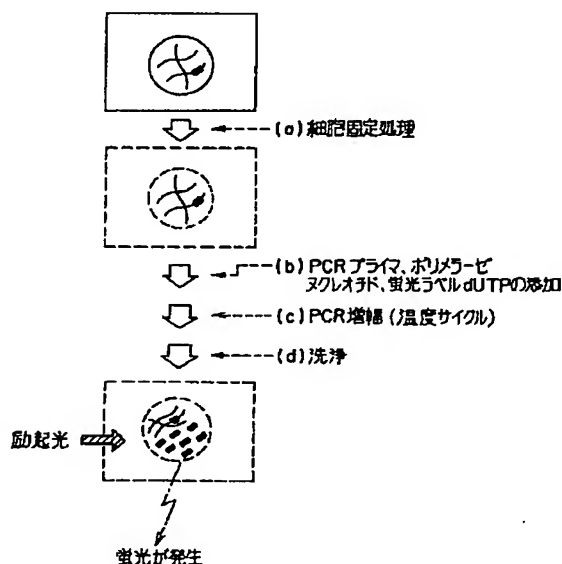 (a) 細胞固定処理
(b) PCRプライマ、ポリメラーゼ
ヌクレオチド、蛍光ラベルdUTPの添加
(c) PCR増幅 (温度サイクル)
(d) 洗浄
励起光
蛍光が発生